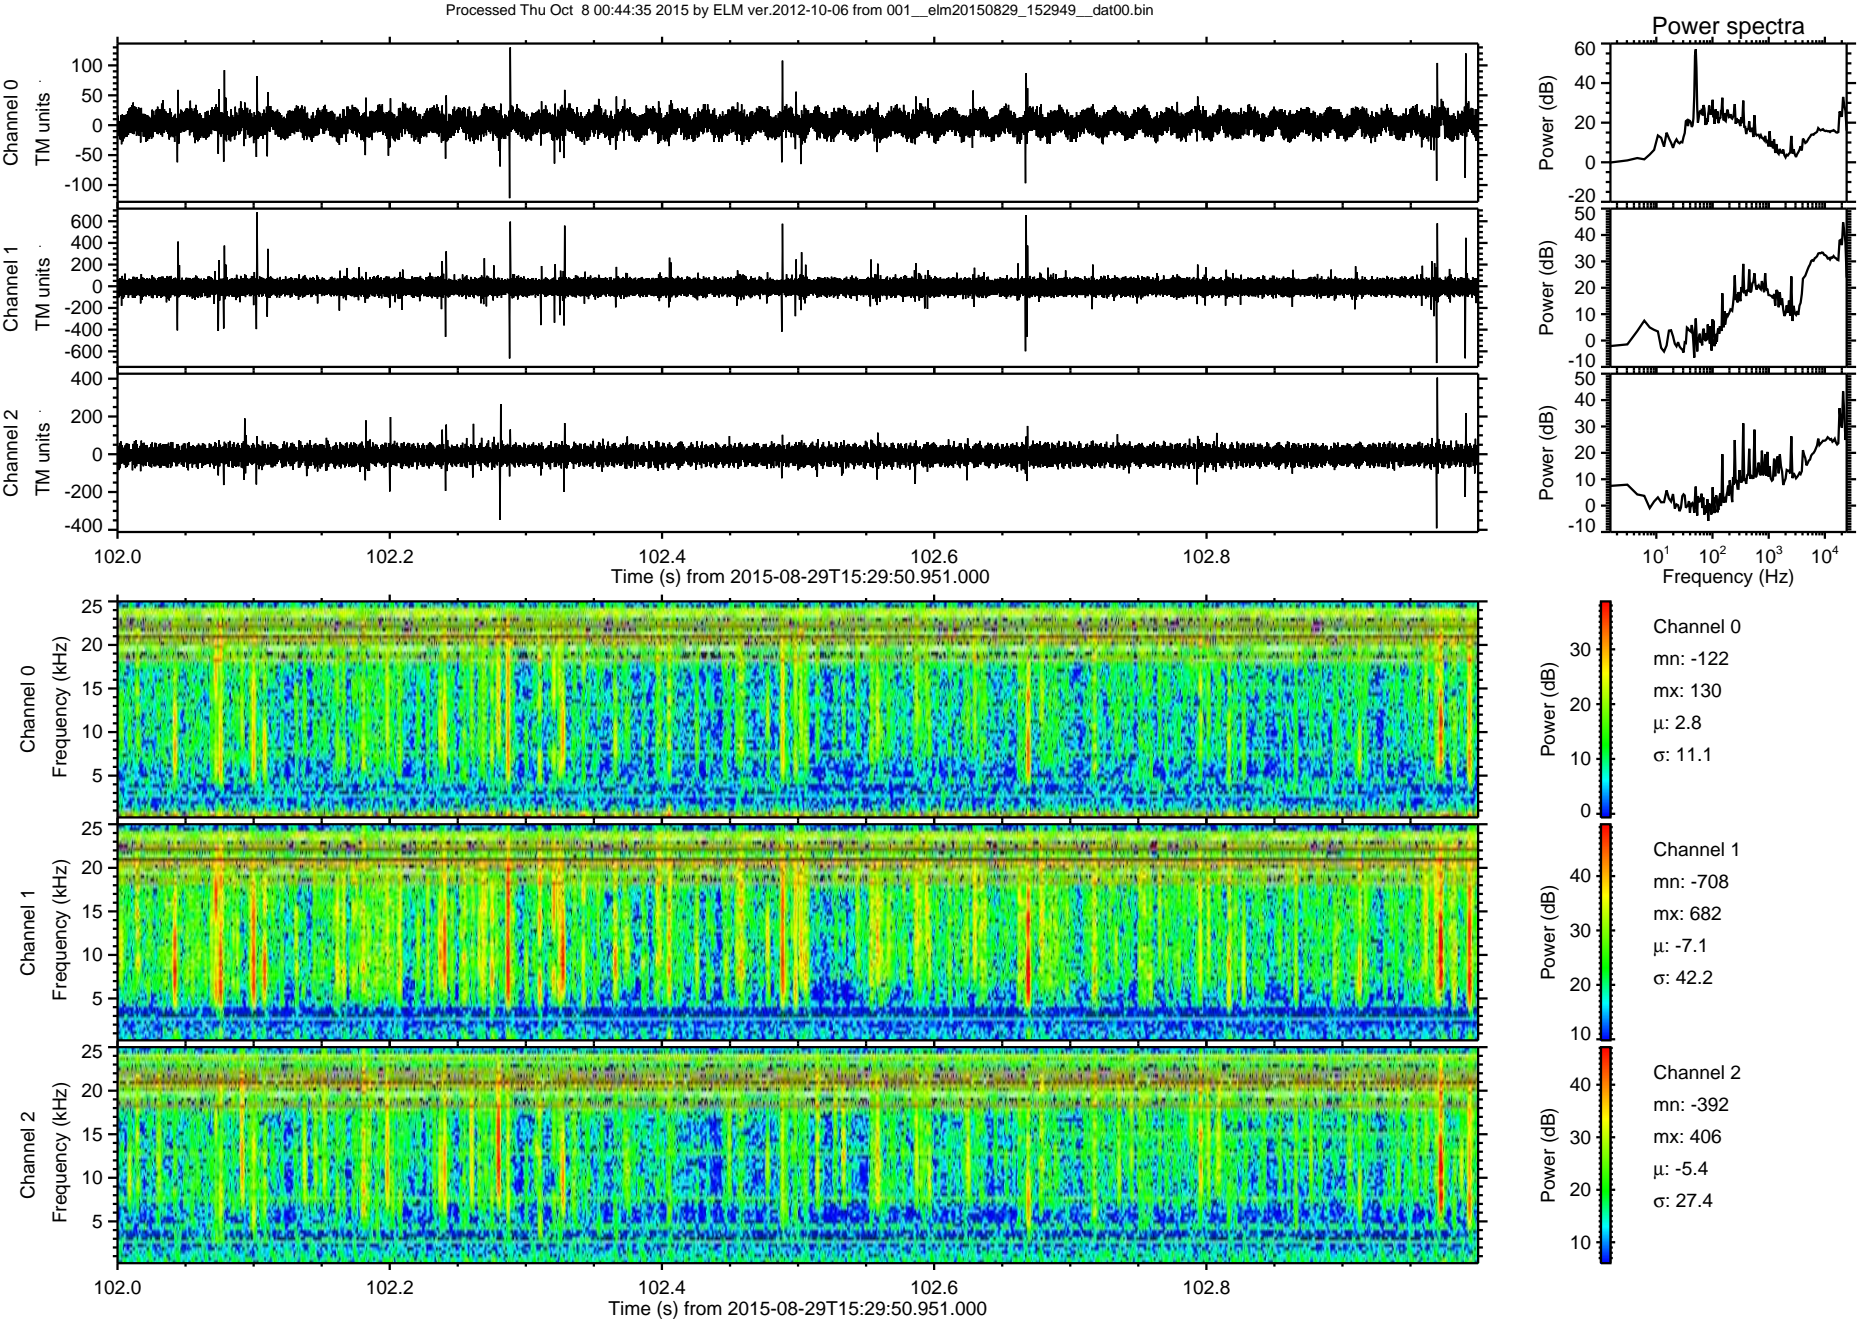 Processed Thu Oct  8 00:44:35 2015 by ELM ver.2012-10-06 from 001__elm20150829_152949__dat00.bin
Power spectra
Channel 0
TM units
100
50
0
-50
-100
Power (dB)
60
40
20
0
-20
Channel 1
TM units
600
400
200
0
-200
-400
-600
Power (dB)
50
40
30
20
10
0
-10
Channel 2
TM units
400
200
0
-200
-400
Power (dB)
50
40
30
20
10
0
-10
102.0 102.2 102.4 102.6 102.8
Time (s) from 2015-08-29T15:29:50.951.000
10¹ 10² 10³ 10⁴
Frequency (Hz)
Channel 0
Frequency (kHz)
25
20
15
10
5
Power (dB)
30
20
10
0
Channel 0
mn: -122
mx: 130
μ: 2.8
σ: 11.1
Channel 1
Frequency (kHz)
25
20
15
10
5
Power (dB)
40
30
20
10
Channel 1
mn: -708
mx: 682
μ: -7.1
σ: 42.2
Channel 2
Frequency (kHz)
25
20
15
10
5
Power (dB)
40
30
20
10
Channel 2
mn: -392
mx: 406
μ: -5.4
σ: 27.4
102.0 102.2 102.4 102.6 102.8
Time (s) from 2015-08-29T15:29:50.951.000